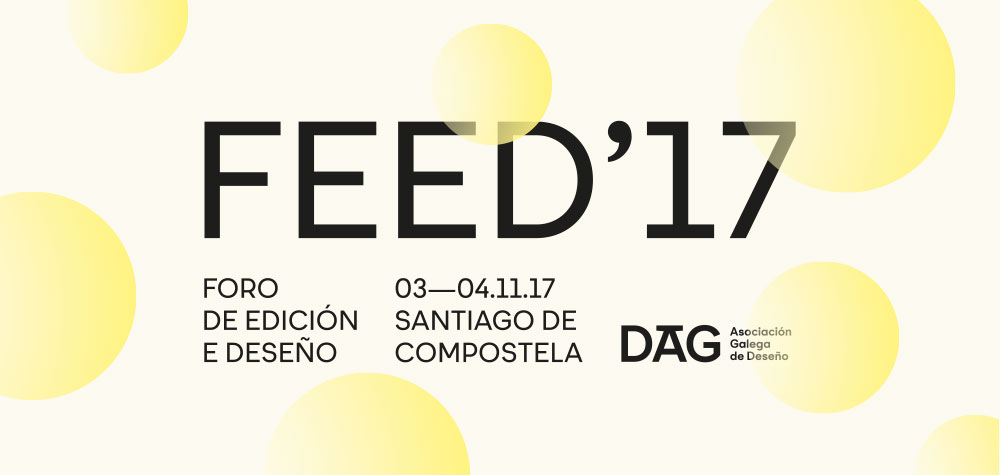 FEED’17
FORO
DE EDICIÓN
E DESEÑO
03—04.11.17
SANTIAGO DE
COMPOSTELA
DAG
Asociación
Galega
de Deseño